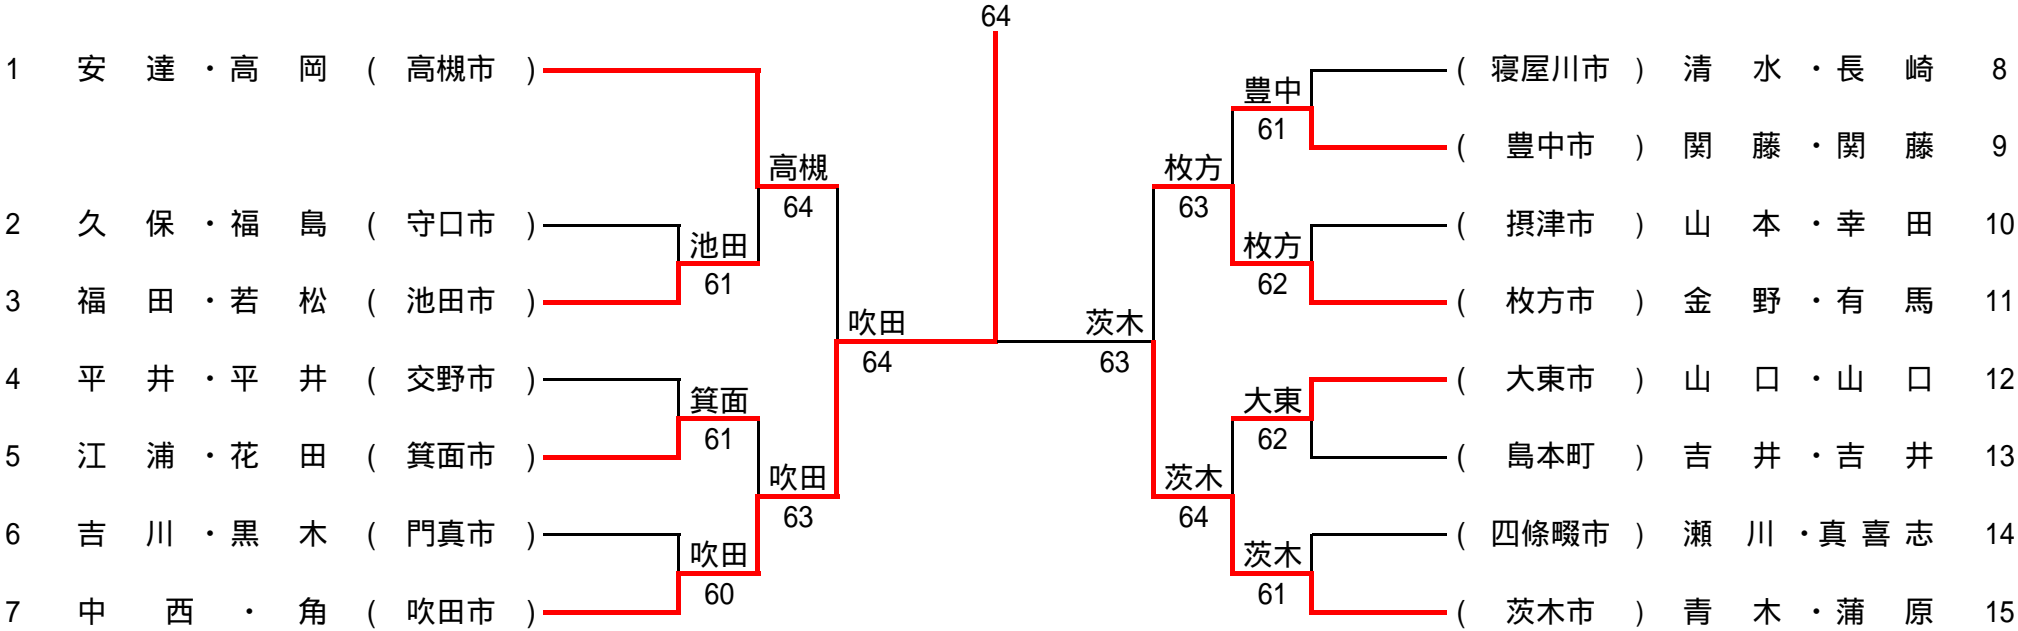 64
1 安 達 ・ 高 岡 ( 高槻市 ) ( 寝屋川市 ) 清 水 ・ 長 崎 8
豊中
61
( 豊中市 ) 関 藤 ・ 関 藤 9
高槻 枚方
64 63
2 久 保 ・ 福 島 ( 守口市 ) ( 摂津市 ) 山 本 ・ 幸 田 10
池田 枚方
61 62
3 福 田 ・ 若 松 ( 池田市 ) ( 枚方市 ) 金 野 ・ 有 馬 11
吹田 茨木
64 63
4 平 井 ・ 平 井 ( 交野市 ) ( 大東市 ) 山 口 ・ 山 口 12
箕面 大東
61 62
5 江 浦 ・ 花 田 ( 箕面市 ) ( 島本町 ) 吉 井 ・ 吉 井 13
吹田 茨木
63 64
6 吉 川 ・ 黒 木 ( 門真市 ) ( 四條畷市 ) 瀬 川 ・ 真 喜 志 14
吹田 茨木
60 61
7 中 西 ・ 角 ( 吹田市 ) ( 茨木市 ) 青 木 ・ 蒲 原 15